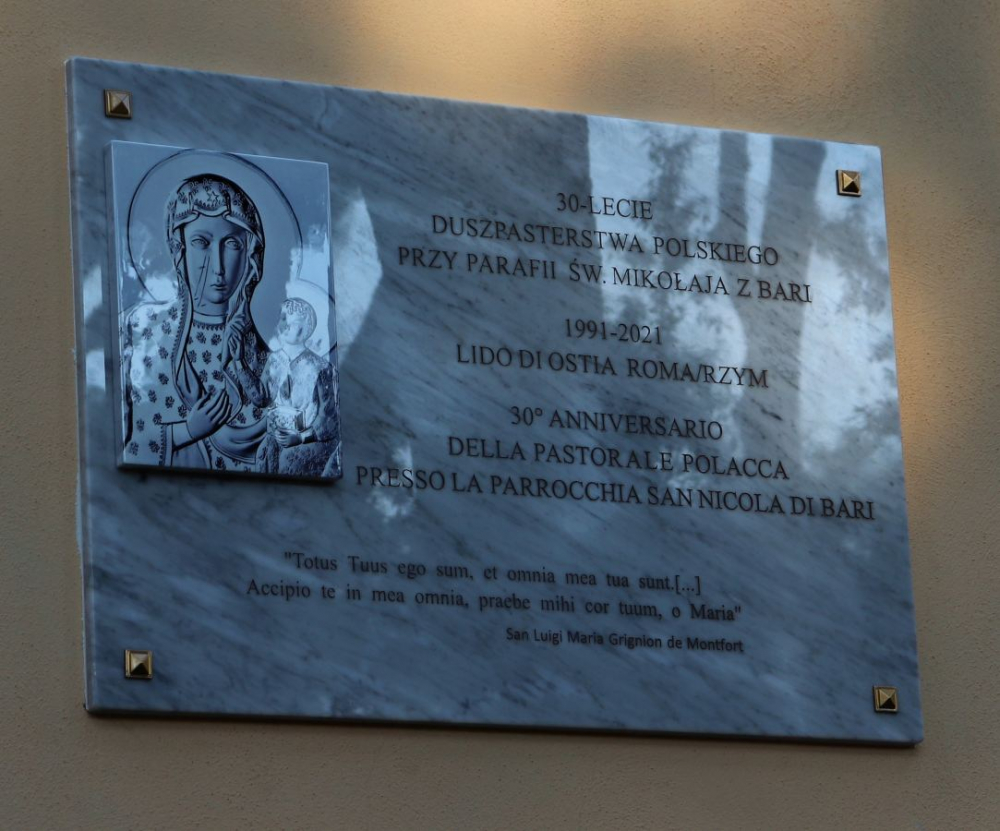 30-LECIE
DUSZPASTERSTWA POLSKIEGO
PRZY PARAFII ŚW. MIKOŁAJA Z BARI
1991-2021
LIDO DI OSTIA ROMA/RZYM
30° ANNIVERSARIO
DELLA PASTORALE POLACCA
PRESSO LA PARROCCHIA SAN NICOLA DI BARI
"Totus Tuus ego sum, et omnia mea tua sunt.[...]
Accipio te in mea omnia, praebe mihi cor tuum, o Maria"
San Luigi Maria Grignion de Montfort